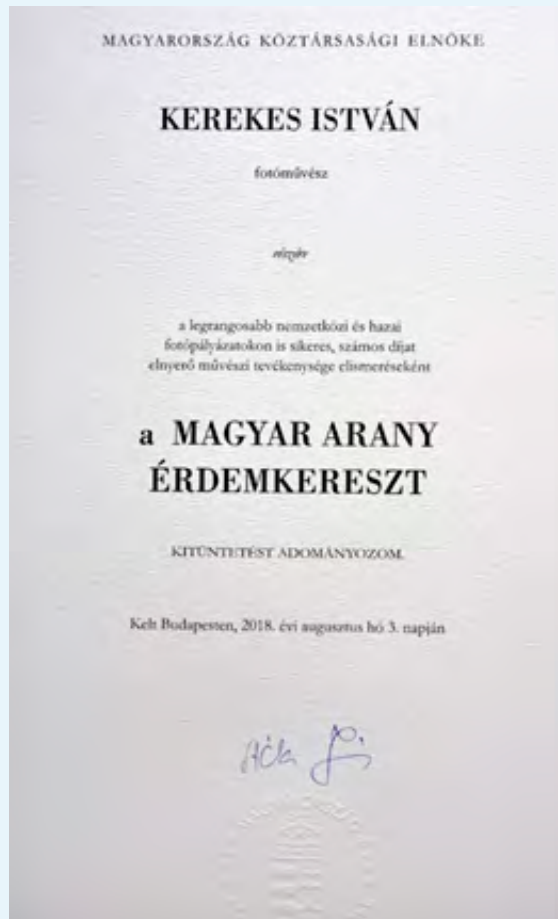 MAGYARORSZÁG KÖZTÁRSASÁGI ELNÖKE
KEREKES ISTVÁN
fotóművész
részére
a legrangosabb nemzetközi és hazai
fotópályázatokon is sikeres, számos díjat
elnyerő művészi tevékenysége elismeréseként
a MAGYAR ARANY
ÉRDEMKERESZT
KITÜNTETÉST ADOMÁNYOZOM.
Kelt Budapesten, 2018. évi augusztus hó 3. napján